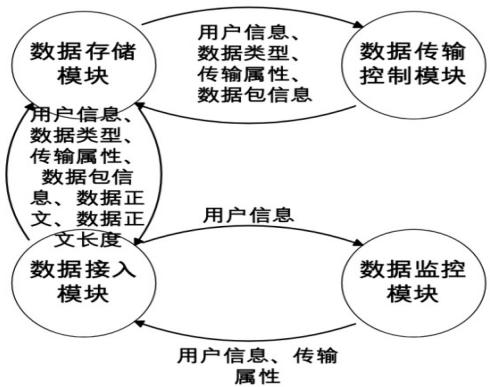 数据存储
模块
用户信息、
数据类型、
传输属性、
数据包信息
数据传输
控制模块
用户信息、
数据类型、
传输属性、
数据包信
息、数据正
文、数据正
文长度
用户信息
数据接入
模块
数据监控
模块
用户信息、传输
属性